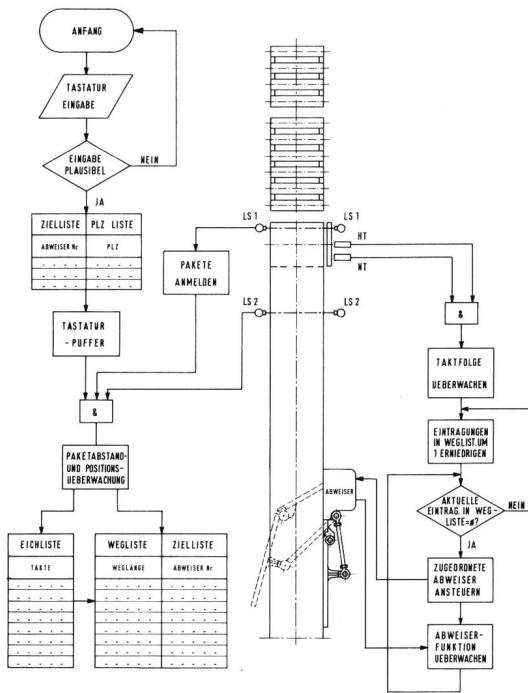 ANFANG
TASTATUR
EINGABE
EINGABE
PLAUSIBEL
NEIN
JA
ZIELLISTE PLZ LISTE
ABWEISER Nr. PLZ
TASTATUR
-PUFFER
&
PAKETABSTAND-
UND POSITIONS-
UEBERWACHUNG
EICHLISTE
TAKTE
WEGLISTE ZIELLISTE
WEGLÄNGE ABWEISER Nr.
PAKETE
ANMELDEN
LS 1
LS 1
HT
NT
LS 2
LS 2
ABWEISER
&
TAKTFOLGE
UEBERWACHEN
EINTRAGUNGEN
IN WEGLIST. UM
1 ERNIEDRIGEN
AKTUELLE
EINTRAG. IN WEG-
LISTE=ø?
NEIN
JA
ZUGEORDNETE
ABWEISER
ANSTEUERN
ABWEISER-
FUNKTION
UEBERWACHEN